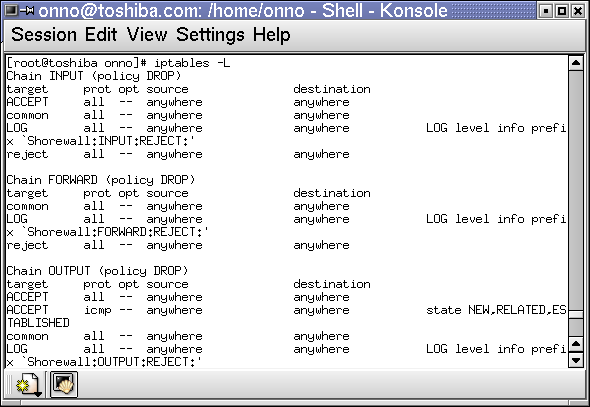 onno@toshiba.com: /home/onno - Shell - Konsole
Session Edit View Settings Help
[root@toshiba onno]# iptables -L
Chain INPUT (policy DROP)
target     prot opt source               destination
ACCEPT     all  --  anywhere             anywhere
common     all  --  anywhere             anywhere
LOG        all  --  anywhere             anywhere           LOG level info prefi
x `Shorewall:INPUT:REJECT:'
reject     all  --  anywhere             anywhere
Chain FORWARD (policy DROP)
target     prot opt source               destination
common     all  --  anywhere             anywhere
LOG        all  --  anywhere             anywhere           LOG level info prefi
x `Shorewall:FORWARD:REJECT:'
reject     all  --  anywhere             anywhere
Chain OUTPUT (policy DROP)
target     prot opt source               destination
ACCEPT     all  --  anywhere             anywhere
ACCEPT     icmp --  anywhere             anywhere           state NEW,RELATED,ES
TABLISHED
common     all  --  anywhere             anywhere
LOG        all  --  anywhere             anywhere           LOG level info prefi
x `Shorewall:OUTPUT:REJECT:'